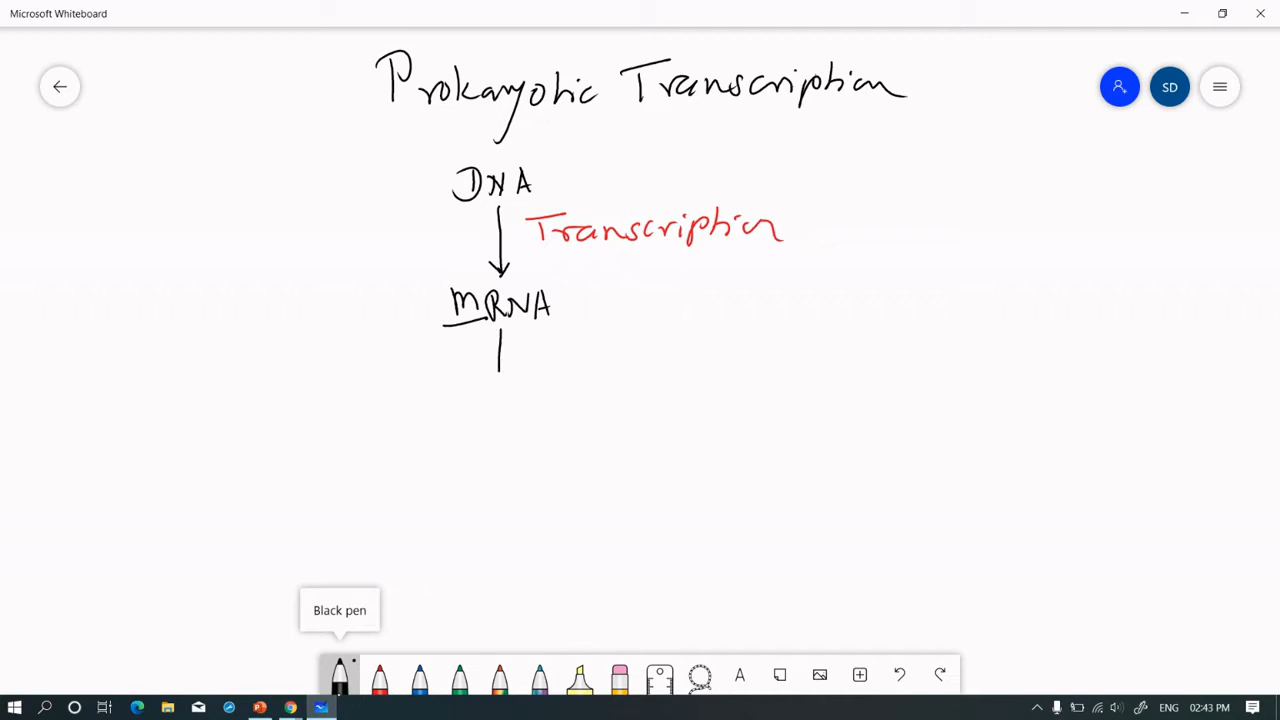 Microsoft Whiteboard
Prokaryotic Transcription
SD
DNA
Transcription
mRNA
Black pen
A
ENG
02:43 PM